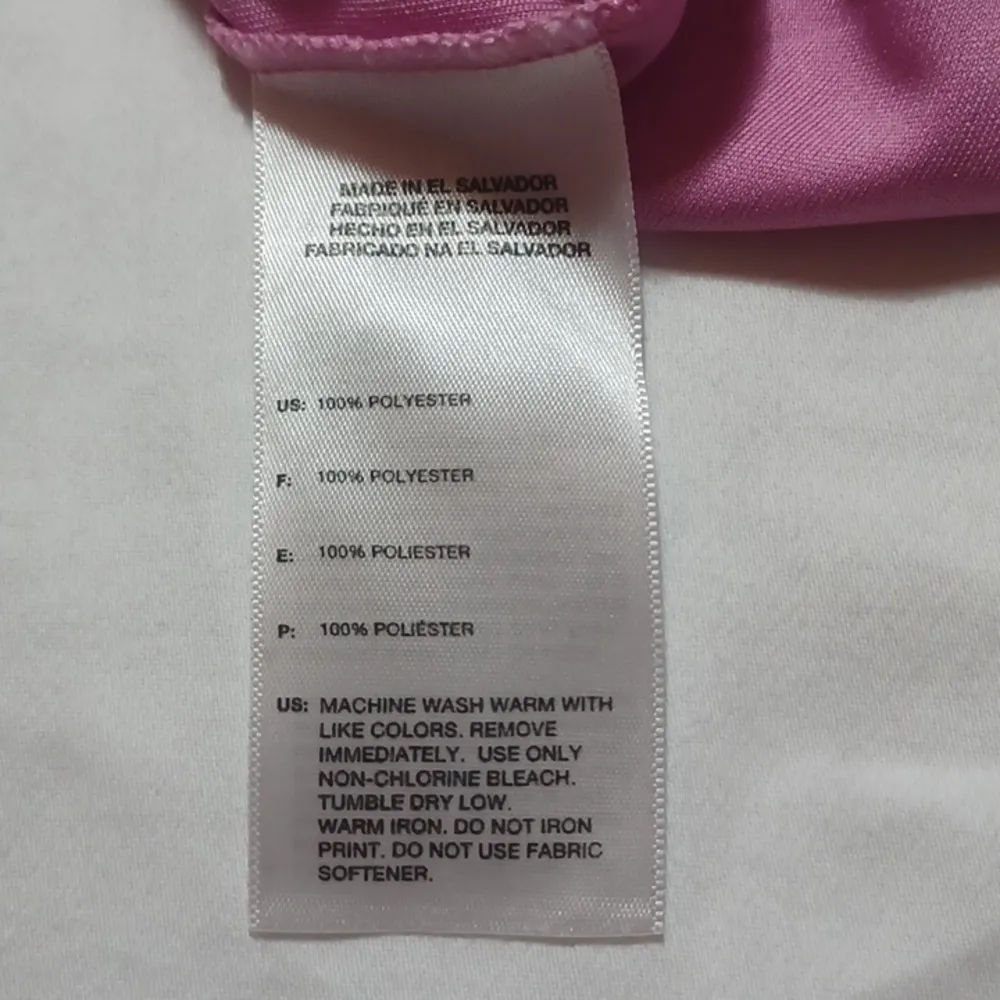 MADE IN EL SALVADOR
FABRIQUÉ EN SALVADOR
HECHO EN EL SALVADOR
FABRICADO NA EL SALVADOR
US: 100% POLYESTER
F: 100% POLYESTER
E: 100% POLIESTER
P: 100% POLIÉSTER
US: MACHINE WASH WARM WITH
LIKE COLORS. REMOVE
IMMEDIATELY. USE ONLY
NON-CHLORINE BLEACH.
TUMBLE DRY LOW.
WARM IRON. DO NOT IRON
PRINT. DO NOT USE FABRIC
SOFTENER.